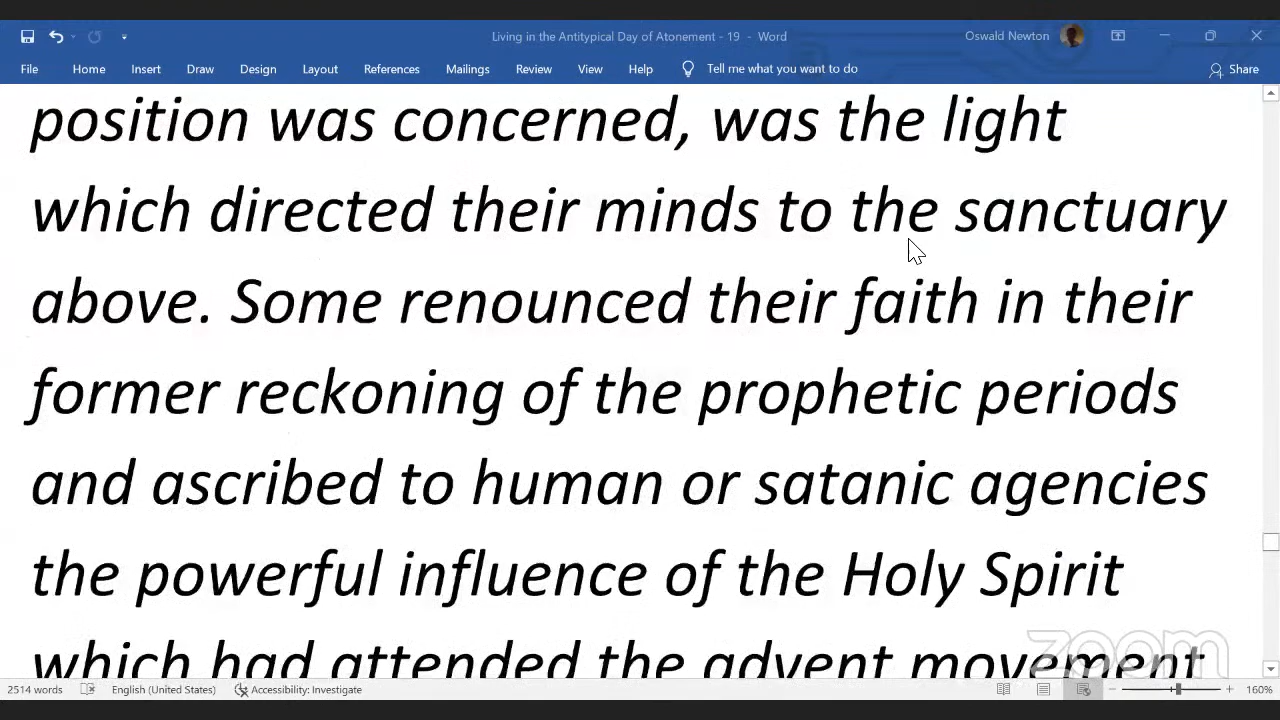 Living in the Antitypical Day of Atonement - 19 - Word
Oswald Newton
File Home Insert Draw Design Layout References Mailings Review View Help Tell me what you want to do Share
position was concerned, was the light
which directed their minds to the sanctuary
above. Some renounced their faith in their
former reckoning of the prophetic periods
and ascribed to human or satanic agencies
the powerful influence of the Holy Spirit
which had attended the advent movement
zoom
2514 words English (United States) Accessibility: Investigate 160%